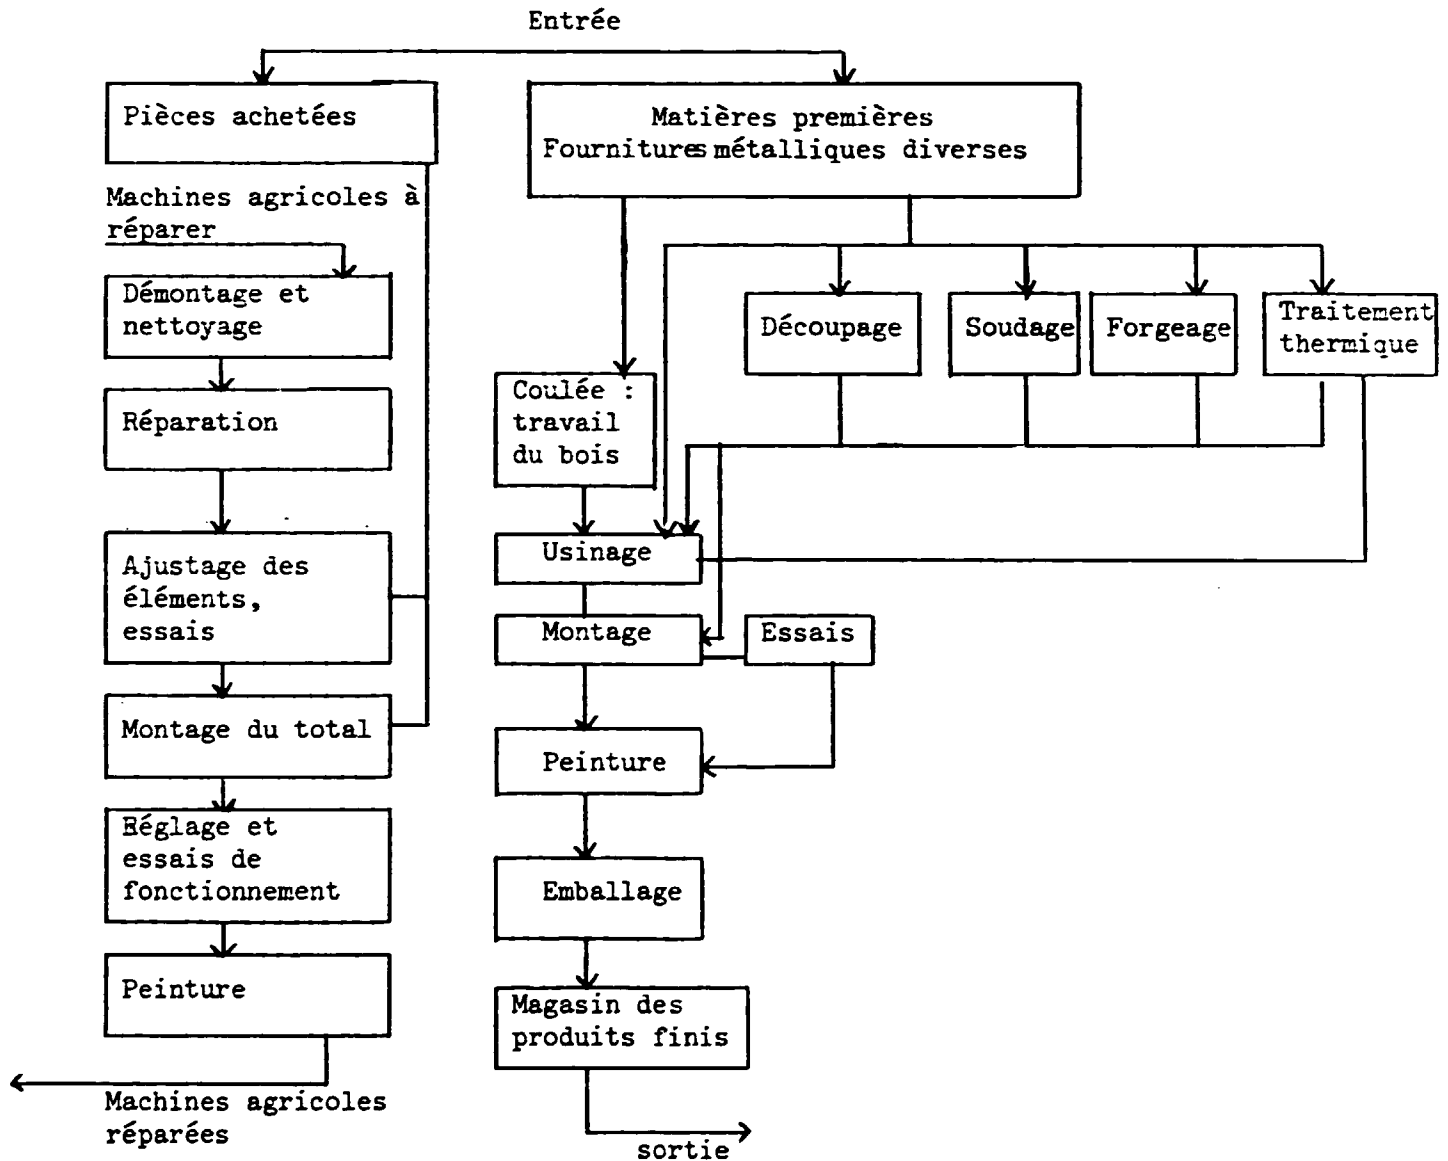 Entrée
Pièces achetées
Matières premières
Fournitures métalliques diverses
Machines agricoles à
réparer
Démontage et
nettoyage
Réparation
Ajustage des
éléments,
essais
Montage du total
Réglage et
essais de
fonctionnement
Peinture
Machines agricoles
réparées
Découpage
Soudage
Forgeage
Traitement
thermique
Coulée :
travail
du bois
Usinage
Montage
Essais
Peinture
Emballage
Magasin des
produits finis
sortie